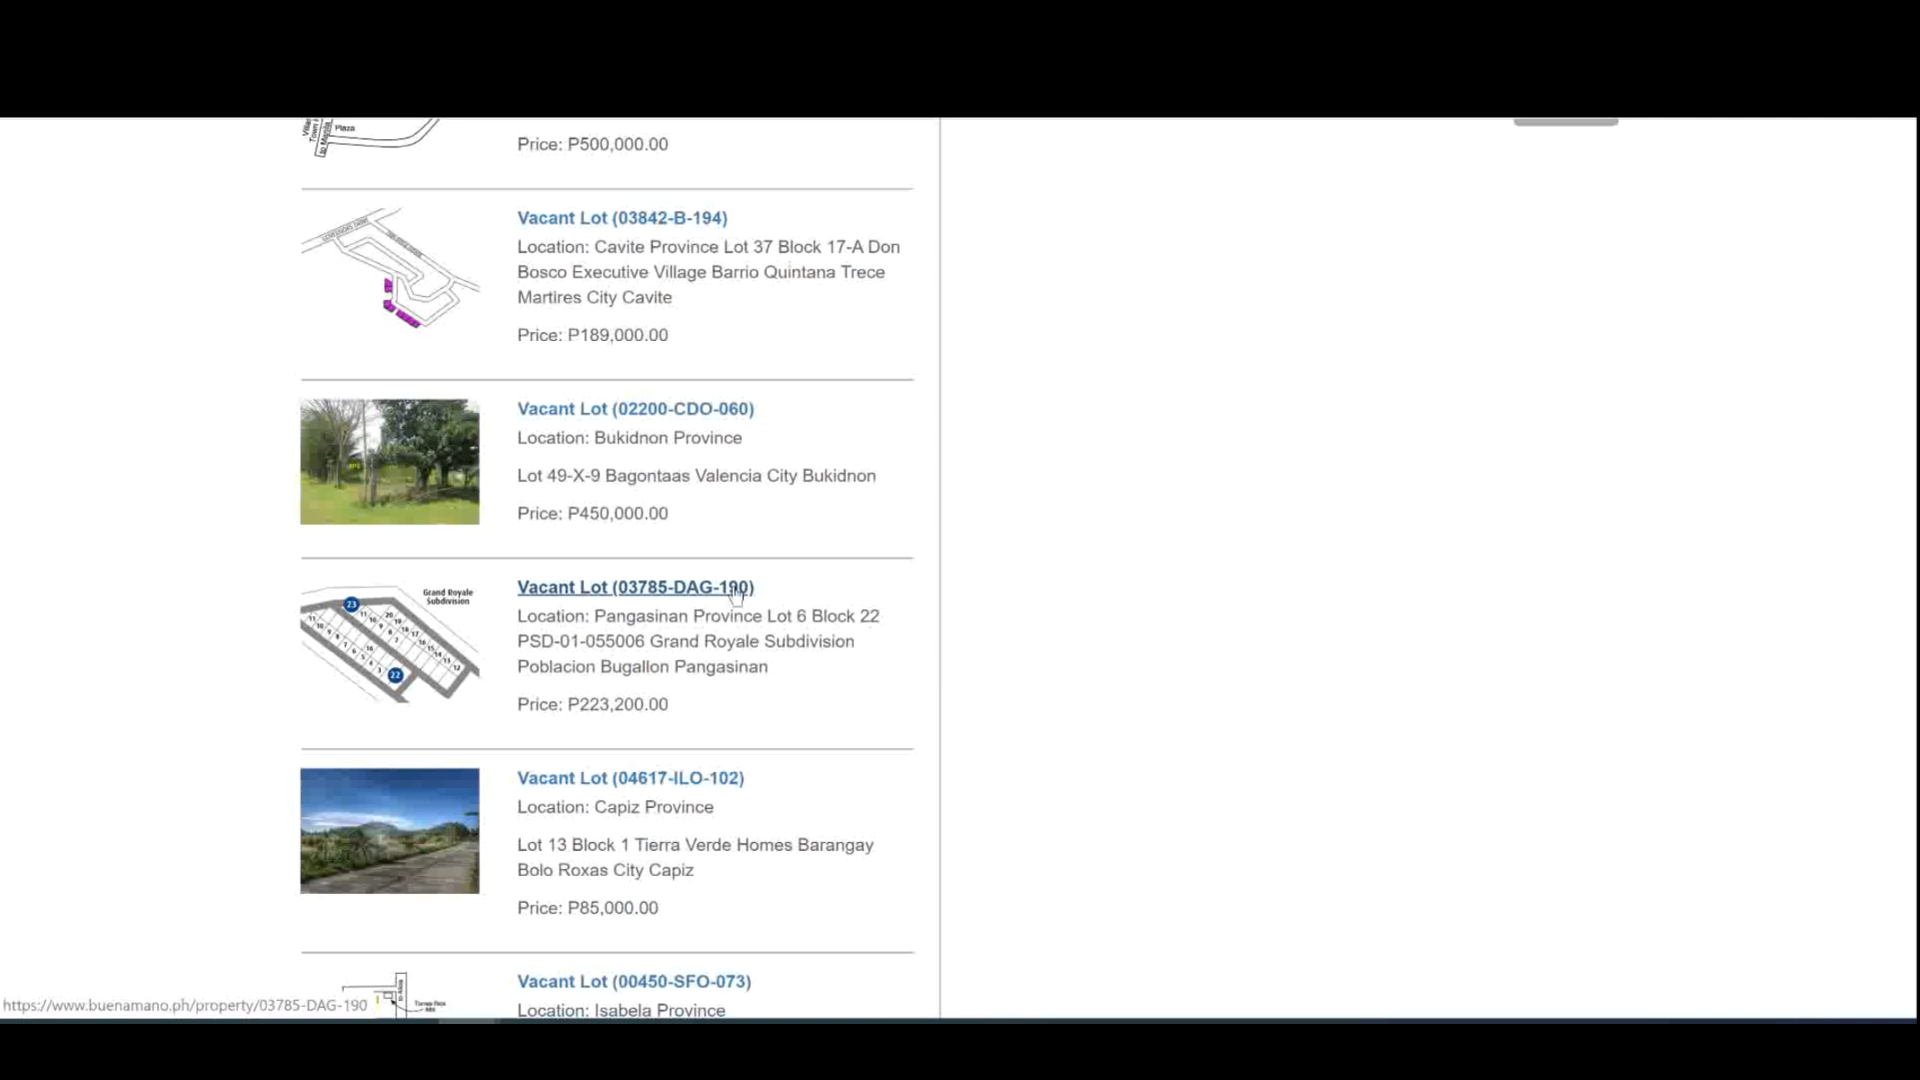 Plaza
to Manila
Price: P500,000.00
Vacant Lot (03842-B-194)
Location: Cavite Province Lot 37 Block 17-A Don
Bosco Executive Village Barrio Quintana Trece
Martires City Cavite
Price: P189,000.00
Vacant Lot (02200-CDO-060)
Location: Bukidnon Province
Lot 49-X-9 Bagontaas Valencia City Bukidnon
Price: P450,000.00
Grand Royale
Subdivision
23
22
Vacant Lot (03785-DAG-190)
Location: Pangasinan Province Lot 6 Block 22
PSD-01-055006 Grand Royale Subdivision
Poblacion Bugallon Pangasinan
Price: P223,200.00
Vacant Lot (04617-ILO-102)
Location: Capiz Province
Lot 13 Block 1 Tierra Verde Homes Barangay
Bolo Roxas City Capiz
Price: P85,000.00
Vacant Lot (00450-SFO-073)
Location: Isabela Province
https://www.buenamano.ph/property/03785-DAG-190